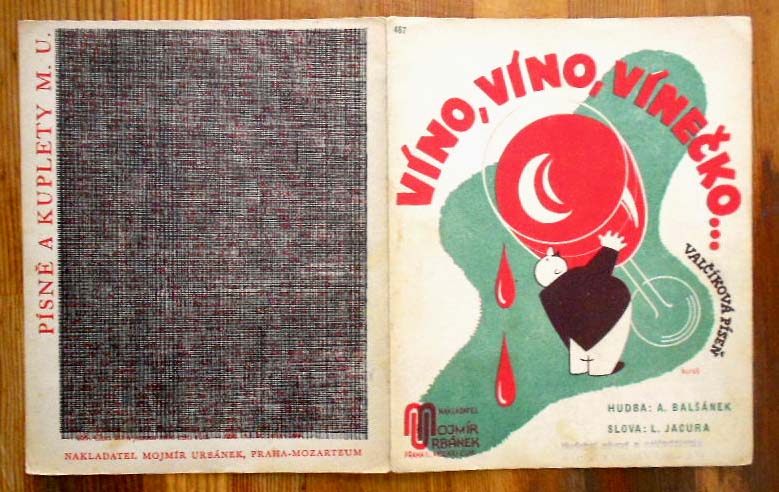 PÍSNĚ A KUPLETY M. U.
NAKLADATEL MOJMÍR URBÁNEK, PRAHA-MOZARTEUM
467
VÍNO, VÍNO, VÍNEČKO...
VALČÍKOVÁ PÍSEŇ
HUDBA: A. BALŠÁNEK
SLOVA: L. JACURA
NAKLADATEL
MOJMÍR
URBÁNEK